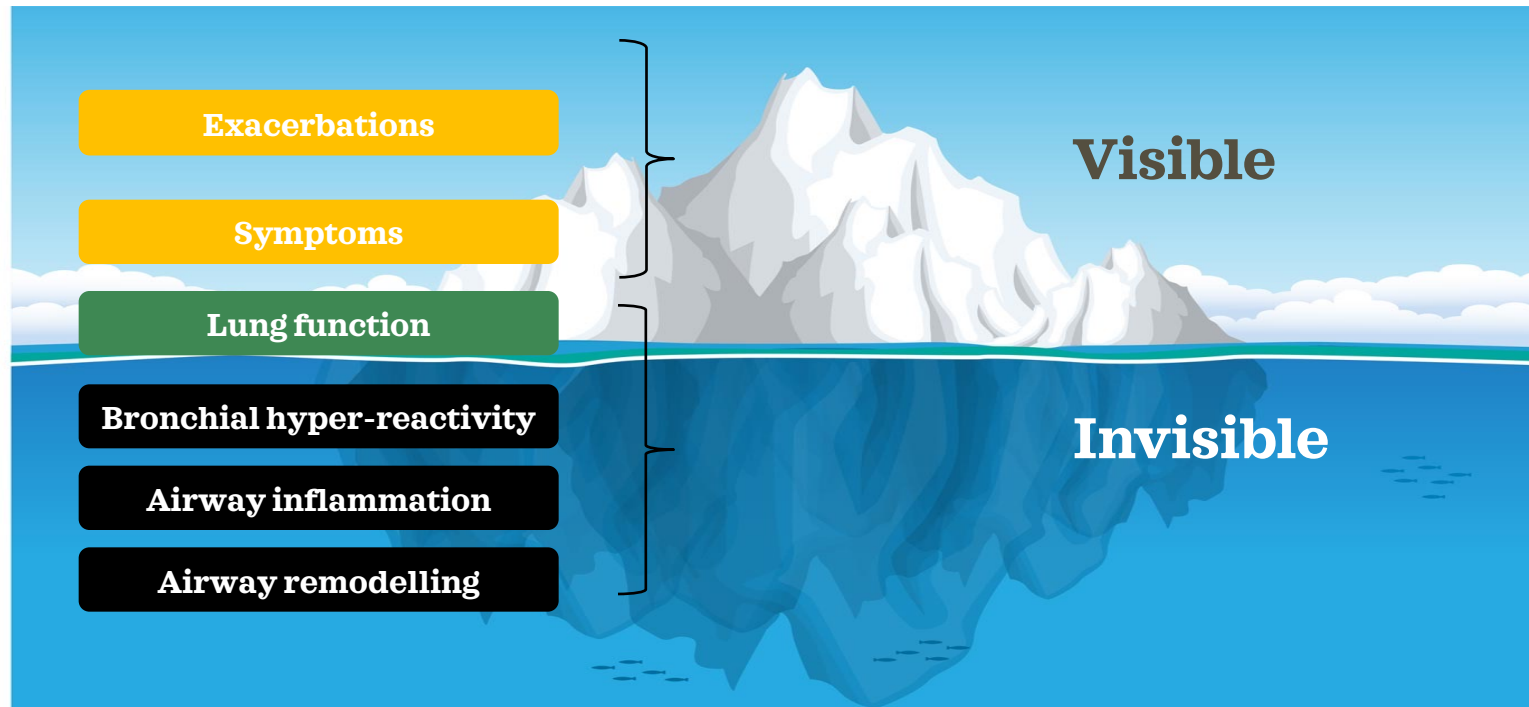 Exacerbations
Visible
Symptoms
Lung function
Bronchial hyper-reactivity
Invisible
Airway inflammation
Airway remodelling